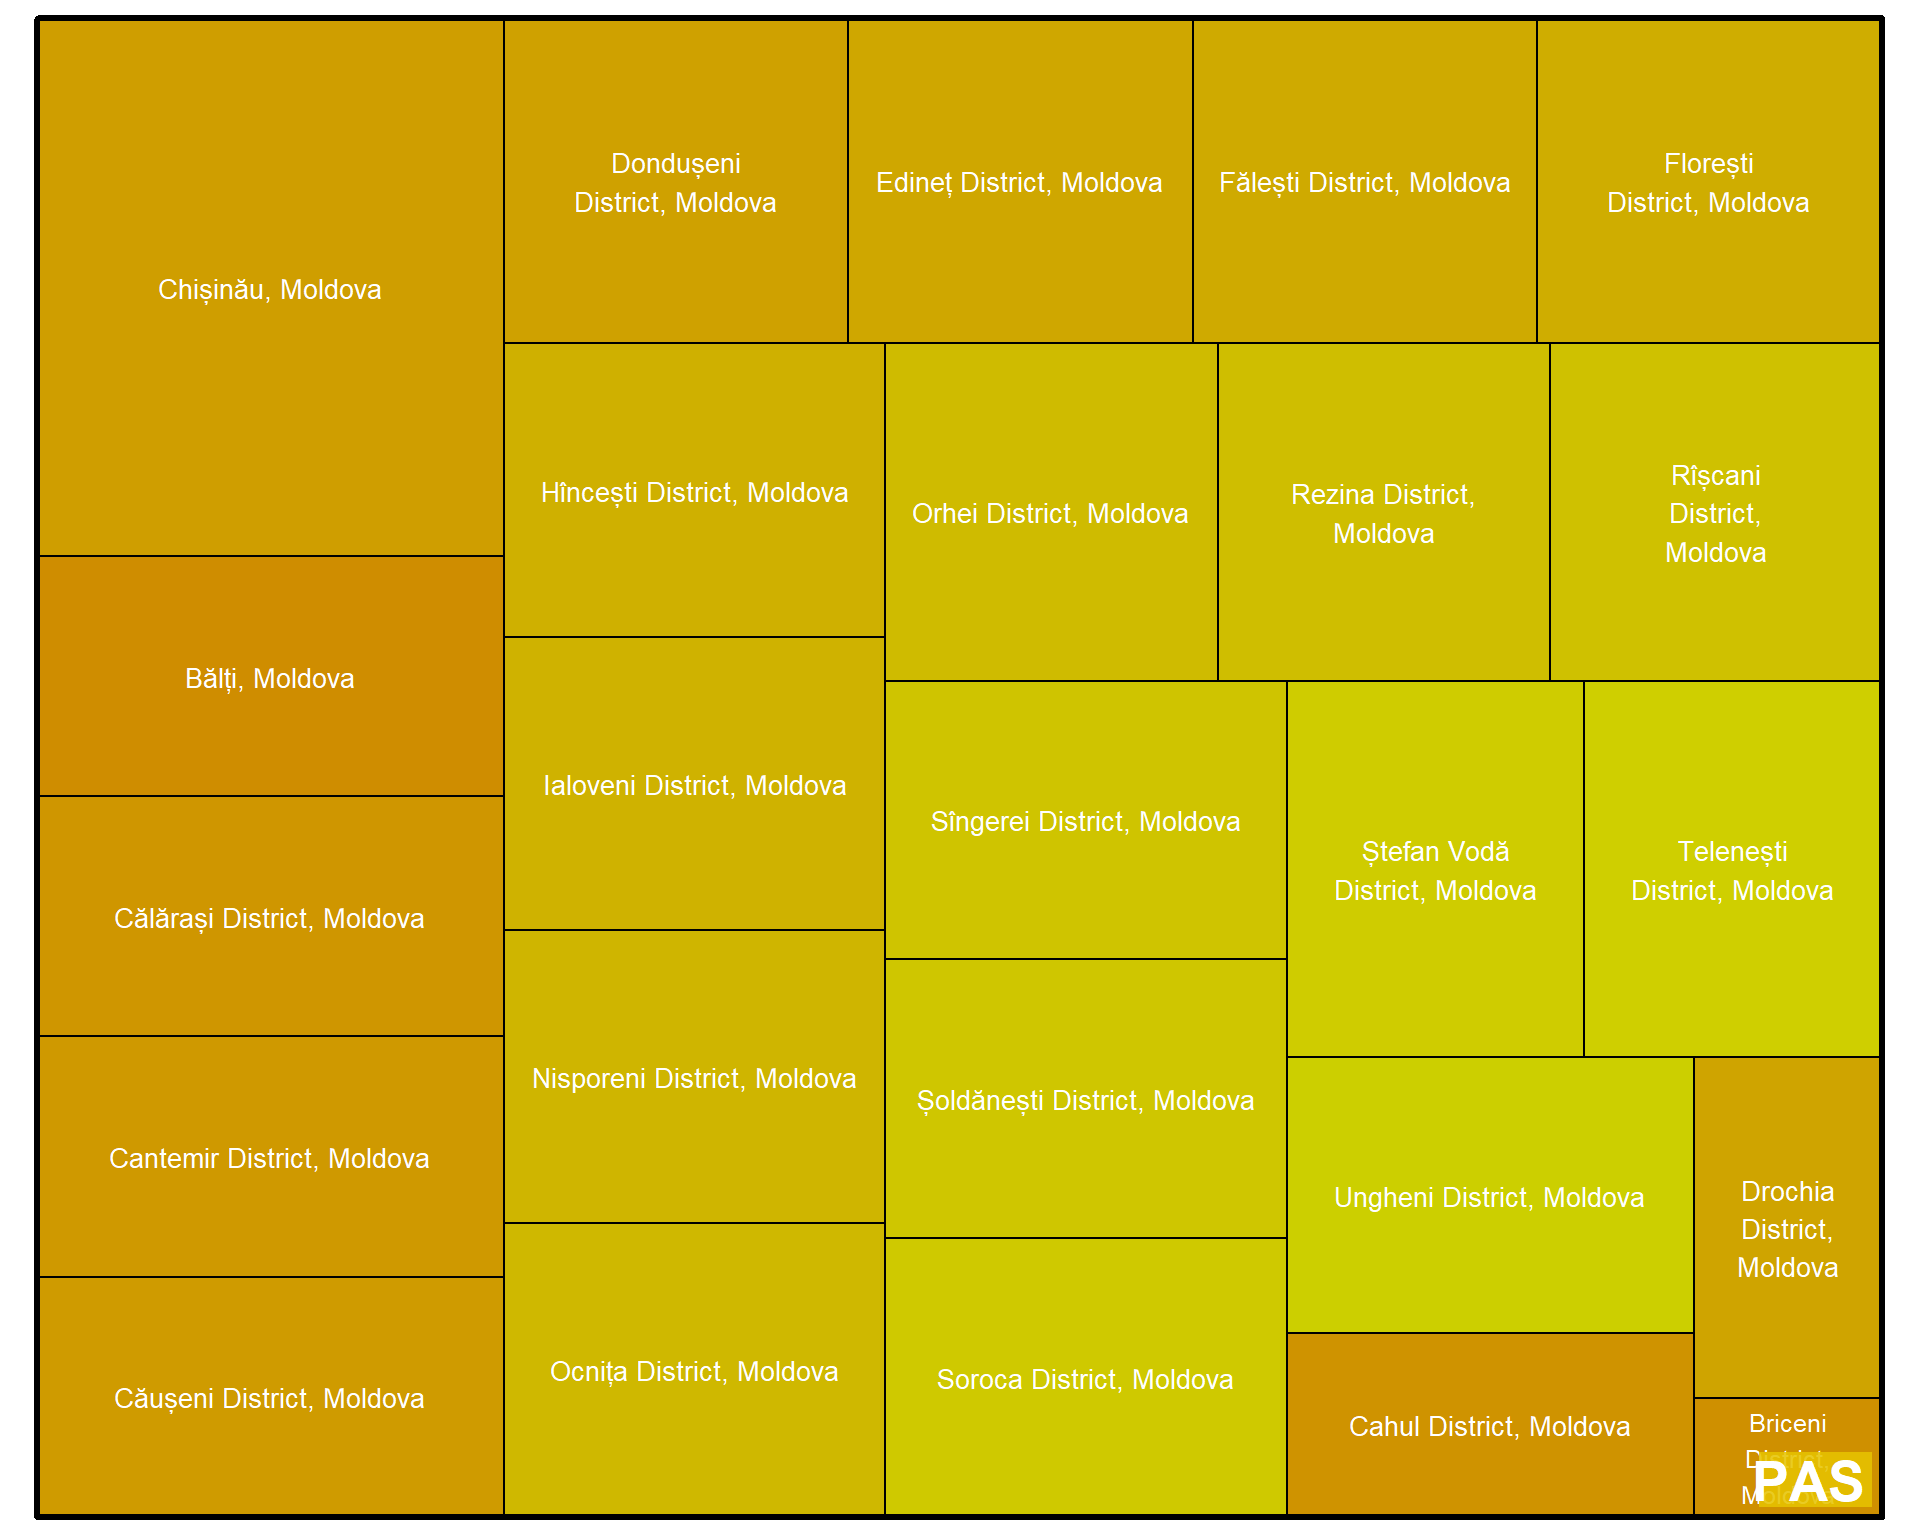 Chișinău, Moldova
Bălți, Moldova
Călărași District, Moldova
Cantemir District, Moldova
Căușeni District, Moldova
Dondușeni
District, Moldova
Edineț District, Moldova
Fălești District, Moldova
Florești
District, Moldova
Hîncești District, Moldova
Ialoveni District, Moldova
Nisporeni District, Moldova
Ocnița District, Moldova
Orhei District, Moldova
Rezina District,
Moldova
Rîșcani
District,
Moldova
Sîngerei District, Moldova
Șoldănești District, Moldova
Soroca District, Moldova
Ștefan Vodă
District, Moldova
Telenești
District, Moldova
Ungheni District, Moldova
Cahul District, Moldova
Drochia
District,
Moldova
Briceni
District,
Moldova
PAS